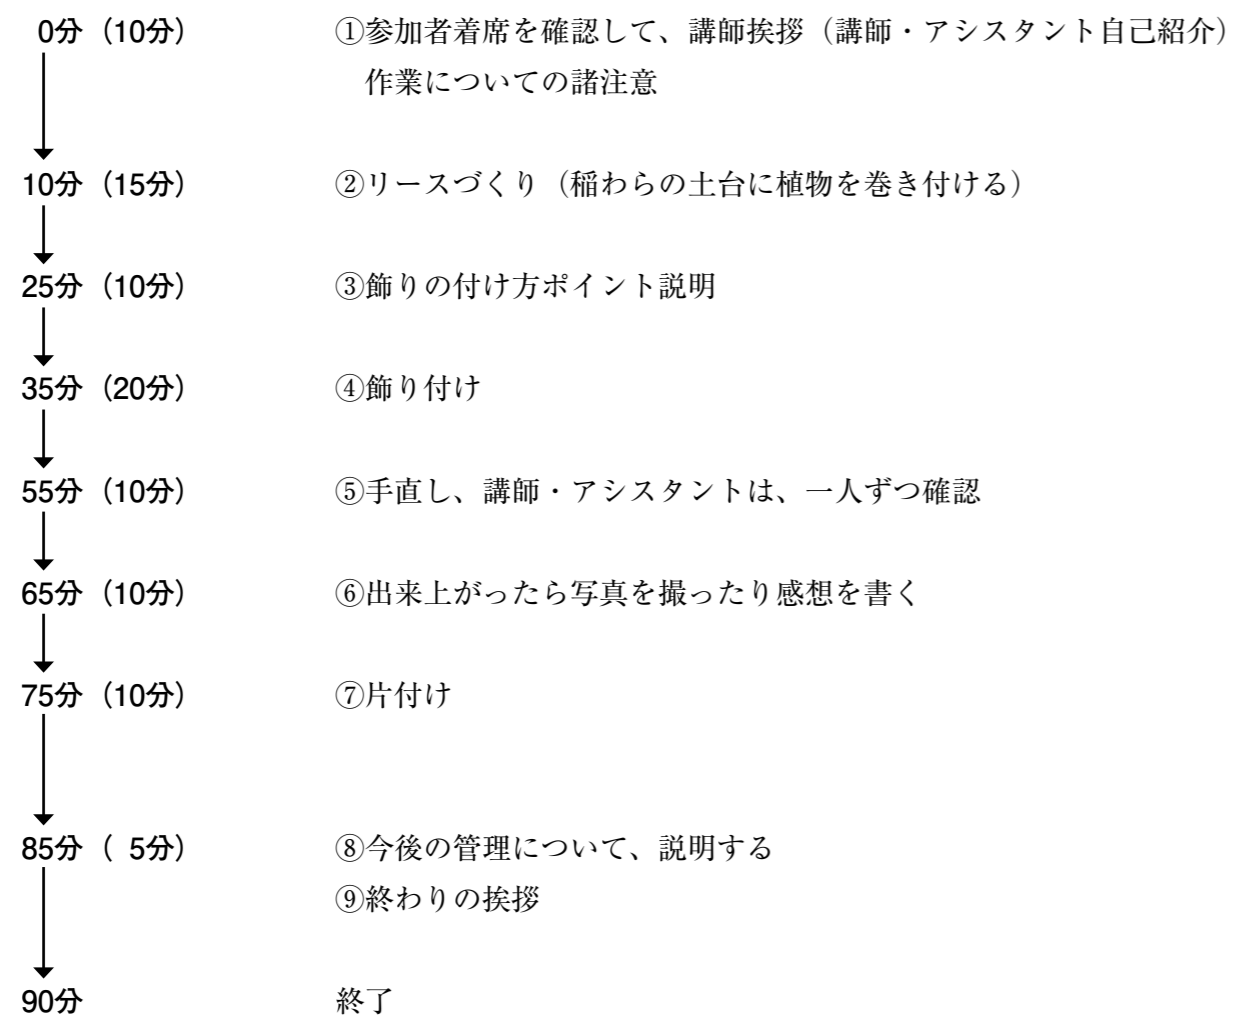 0分（10分） ①参加者着席を確認して、講師挨拶（講師・アシスタント自己紹介）
作業についての諸注意
10分（15分） ②リースづくり（稲わらの土台に植物を巻き付ける）
25分（10分） ③飾りの付け方ポイント説明
35分（20分） ④飾り付け
55分（10分） ⑤手直し、講師・アシスタントは、一人ずつ確認
65分（10分） ⑥出来上がったら写真を撮ったり感想を書く
75分（10分） ⑦片付け
85分（ 5分） ⑧今後の管理について、説明する
⑨終わりの挨拶
90分 終了